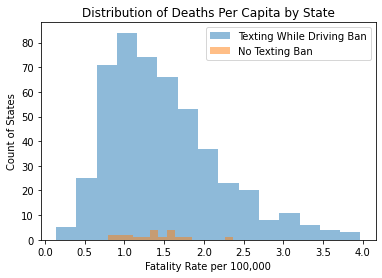 Distribution of Deaths Per Capita by State
Texting While Driving Ban
No Texting Ban
Count of States
80
70
60
50
40
30
20
10
0
0.0 0.5 1.0 1.5 2.0 2.5 3.0 3.5 4.0
Fatality Rate per 100,000